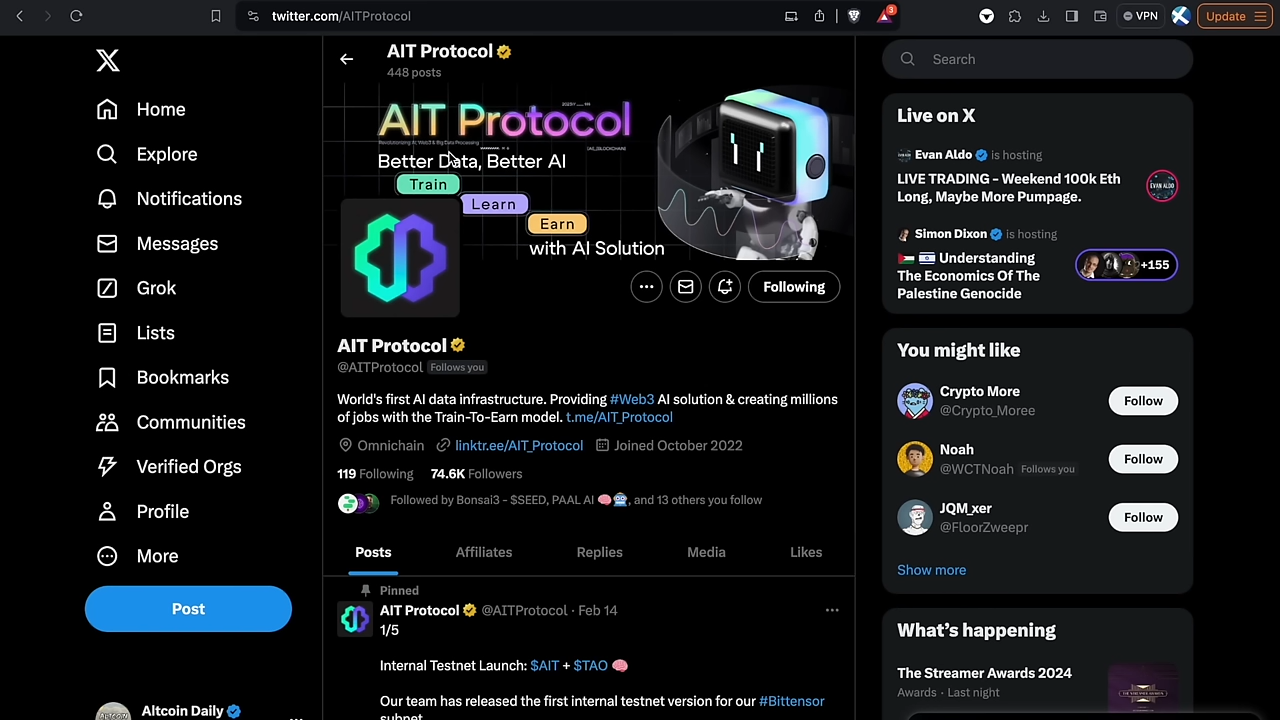 twitter.com/AITProtocol
3
VPN
Update
Home
Explore
Notifications
Messages
Grok
Lists
Bookmarks
Communities
Verified Orgs
Profile
More
Post
Altcoin Daily
AIT Protocol
448 posts
AIT Protocol
Better Data, Better AI
Train
Learn
Earn
with AI Solution
Following
AIT Protocol
@AITProtocol Follows you
World's first AI data infrastructure. Providing #Web3 AI solution & creating millions
of jobs with the Train-To-Earn model. t.me/AIT_Protocol
Omnichain linktr.ee/AIT_Protocol Joined October 2022
119 Following 74.6K Followers
Followed by Bonsai3 - $SEED, PAAL AI 🧠🤖, and 13 others you follow
Posts Affiliates Replies Media Likes
Pinned
AIT Protocol @AITProtocol · Feb 14
1/5
Internal Testnet Launch: $AIT + $TAO 🧠
Our team has released the first internal testnet version for our #Bittensor
subnet
Search
Live on X
Evan Aldo is hosting
LIVE TRADING - Weekend 100k Eth
Long, Maybe More Pumpage.
Simon Dixon is hosting
🇵🇸 🇮🇱 Understanding
The Economics Of The
Palestine Genocide
+155
You might like
Crypto More
@Crypto_Moree
Follow
Noah
@WCTNoah Follows you
Follow
JQM_xer
@FloorZweepr
Follow
Show more
What's happening
The Streamer Awards 2024
Awards · Last night